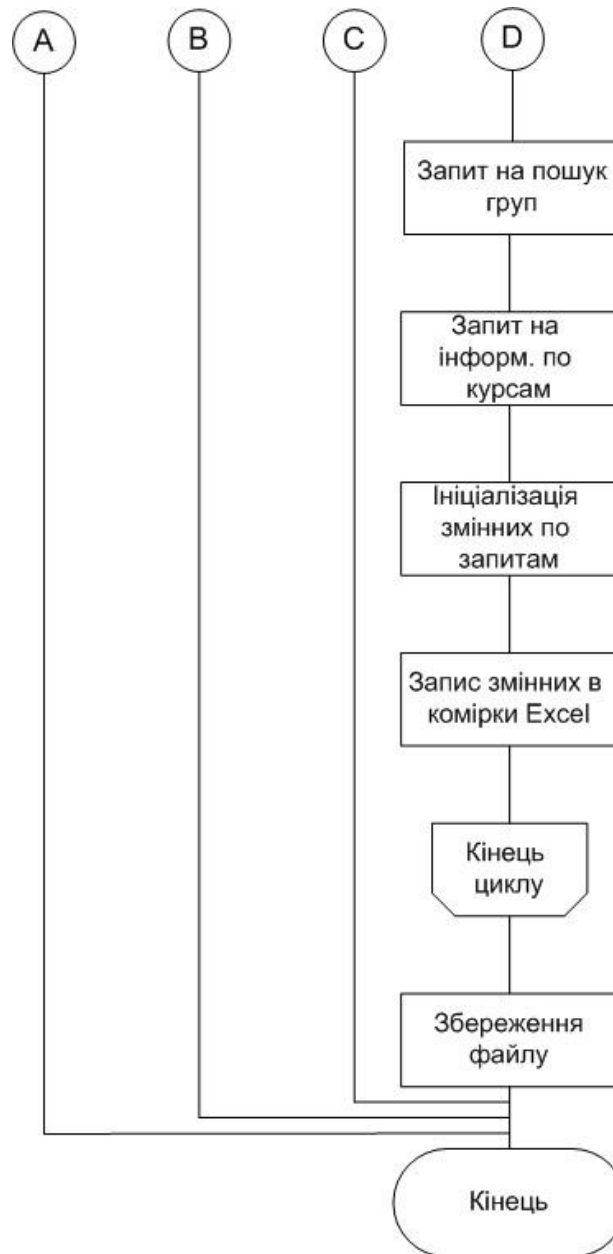 A B C D
Запит на пошук
груп
Запит на
інформ. по
курсам
Ініціалізація
змінних по
запитам
Запис змінних в
комірки Excel
Кінець
циклу
Збереження
файлу
Кінець